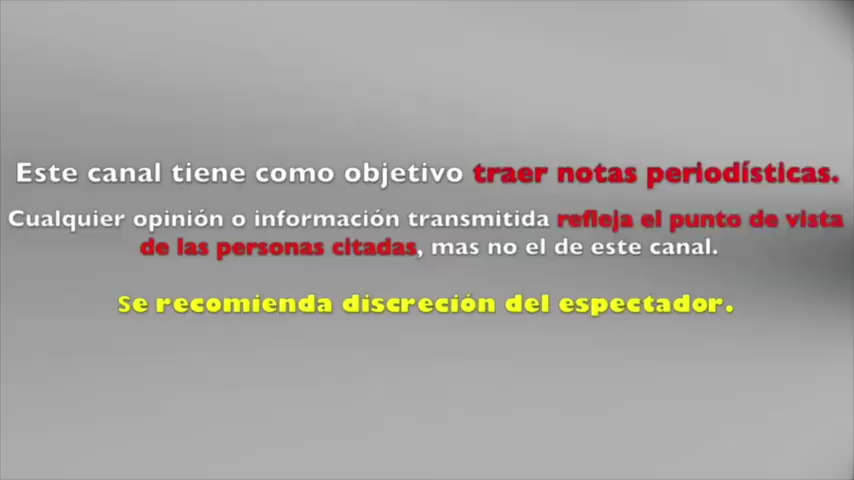 Este canal tiene como objetivo traer notas periodísticas.
Cualquier opinión o información transmitida refleja el punto de vista
de las personas citadas, mas no el de este canal.
Se recomienda discreción del espectador.